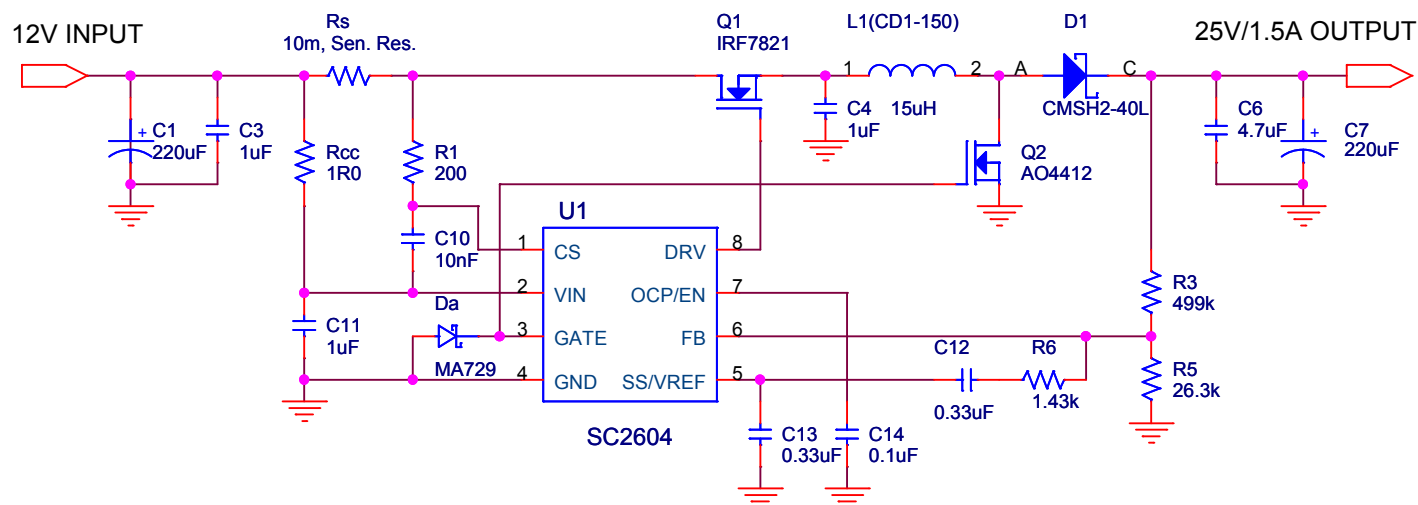 12V INPUT
Rs
10m, Sen. Res.
Q1
IRF7821
L1(CD1-150)
D1
25V/1.5A OUTPUT
1
2
A
C
15uH
CMSH2-40L
C4
1uF
+
C1
220uF
C3
1uF
Rcc
1R0
R1
200
C6
4.7uF
+
C7
220uF
Q2
AO4412
U1
C10
10nF
1
CS
DRV
8
2
VIN
OCP/EN
7
R3
499k
C11
1uF
Da
MA729
3
GATE
FB
6
4
GND
SS/VREF
5
C12
0.33uF
R6
1.43k
R5
26.3k
SC2604
C13
0.33uF
C14
0.1uF